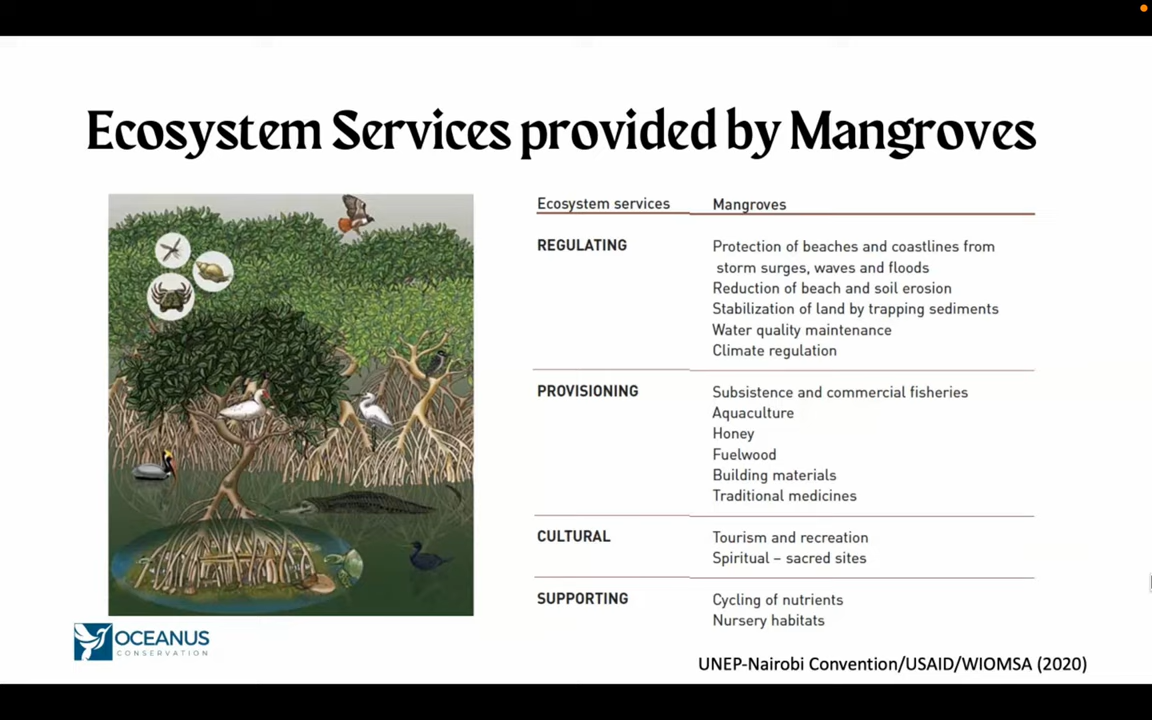 Ecosystem Services provided by Mangroves
Ecosystem services Mangroves
REGULATING Protection of beaches and coastlines from
storm surges, waves and floods
Reduction of beach and soil erosion
Stabilization of land by trapping sediments
Water quality maintenance
Climate regulation
PROVISIONING Subsistence and commercial fisheries
Aquaculture
Honey
Fuelwood
Building materials
Traditional medicines
CULTURAL Tourism and recreation
Spiritual – sacred sites
SUPPORTING Cycling of nutrients
Nursery habitats
OCEANUS
CONSERVATION
UNEP-Nairobi Convention/USAID/WIOMSA (2020)